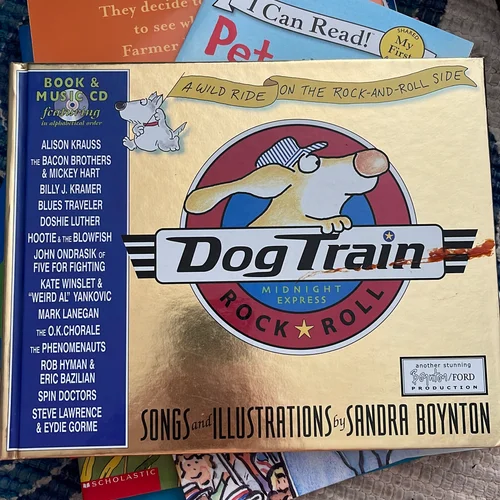 They decide to
to see wh
Farmer
I Can Read!
SHARED
My
First
Pet
BOOK &
MUSIC CD
featuring
in alphabetical order
ALISON KRAUSS
THE BACON BROTHERS
& MICKEY HART
BILLY J. KRAMER
BLUES TRAVELER
DOSHIE LUTHER
HOOTIE & THE BLOWFISH
JOHN ONDRASIK OF
FIVE FOR FIGHTING
KATE WINSLET &
"WEIRD AL" YANKOVIC
MARK LANEGAN
THE O.K.CHORALE
THE PHENOMENAUTS
ROB HYMAN &
ERIC BAZILIAN
SPIN DOCTORS
STEVE LAWRENCE
& EYDIE GORME
A WILD RIDE ON THE ROCK-AND-ROLL SIDE
Dog Train
MIDNIGHT
EXPRESS
ROCK ★ ROLL
another stunning
Boynton/FORD
PRODUCTION
SONGS and ILLUSTRATIONS by SANDRA BOYNTON
SCHOLASTIC